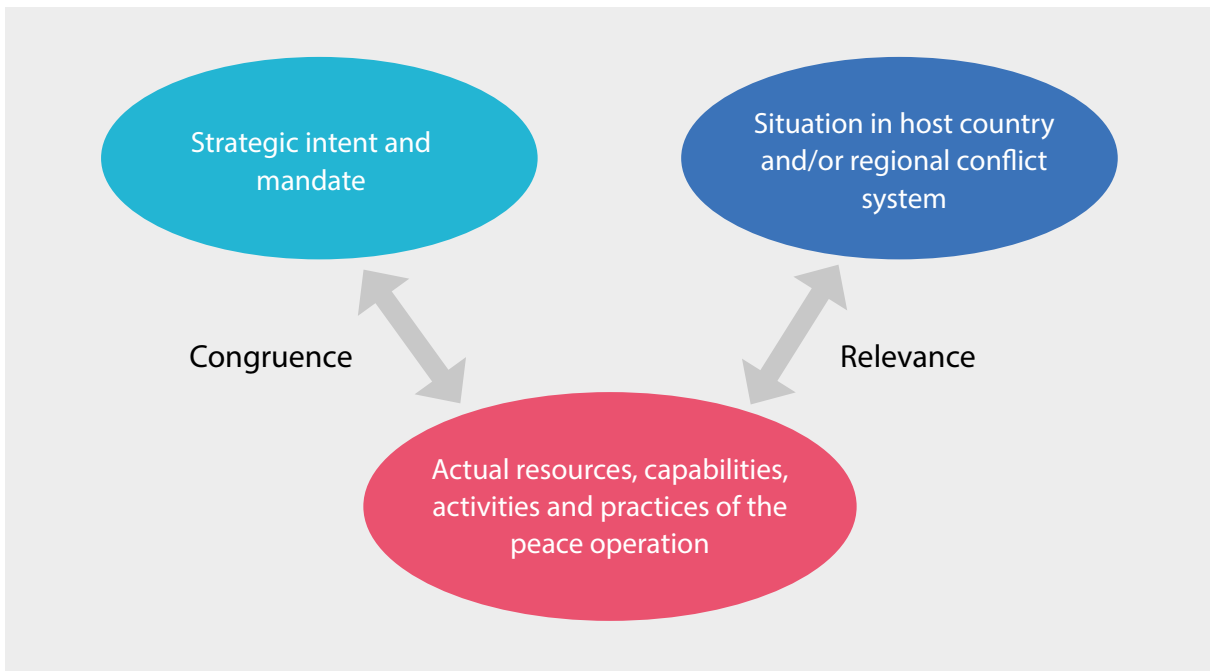 Strategic intent and
mandate
Situation in host country
and/or regional conflict
system
Congruence
Relevance
Actual resources, capabilities,
activities and practices of the
peace operation